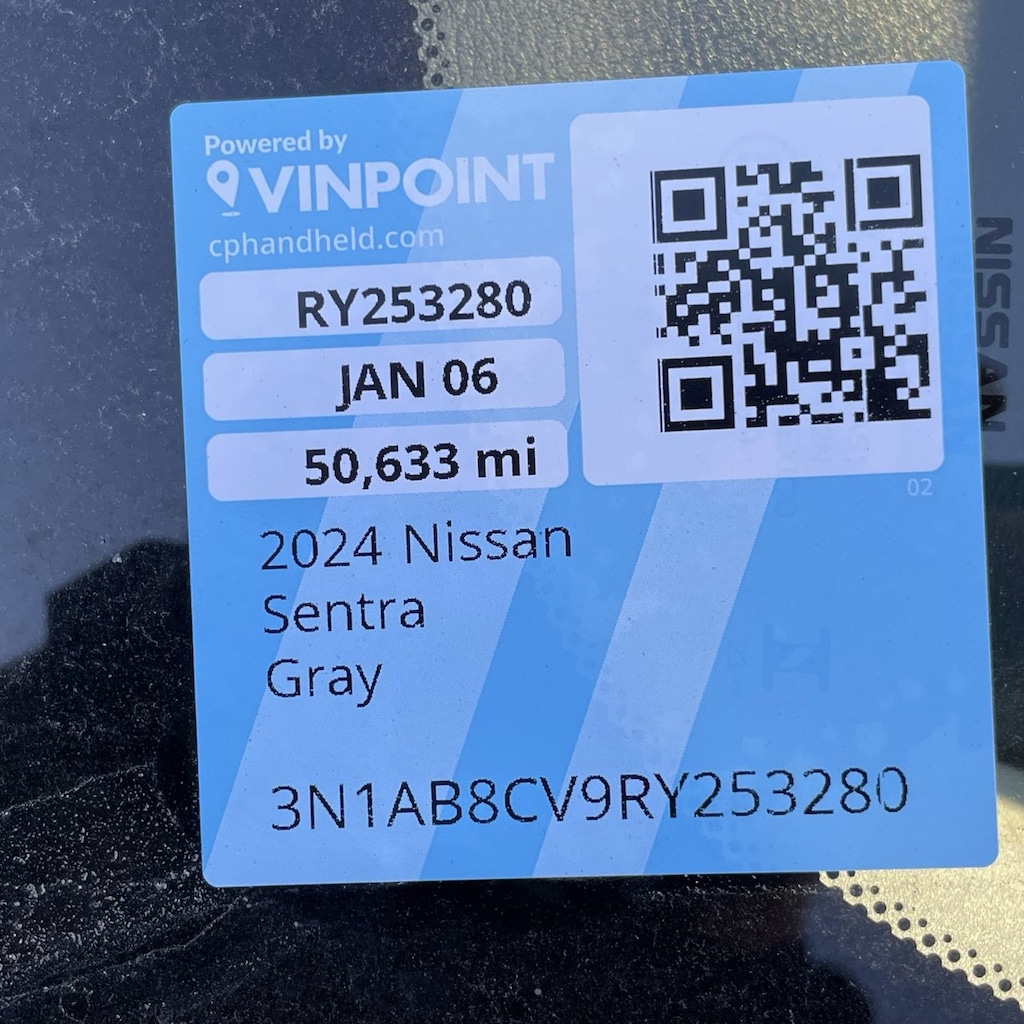 Powered by
VINPOINT
cphandheld.com
RY253280
JAN 06
50,633 mi
02
2024 Nissan
Sentra
Gray
3N1AB8CV9RY253280
NISSAN